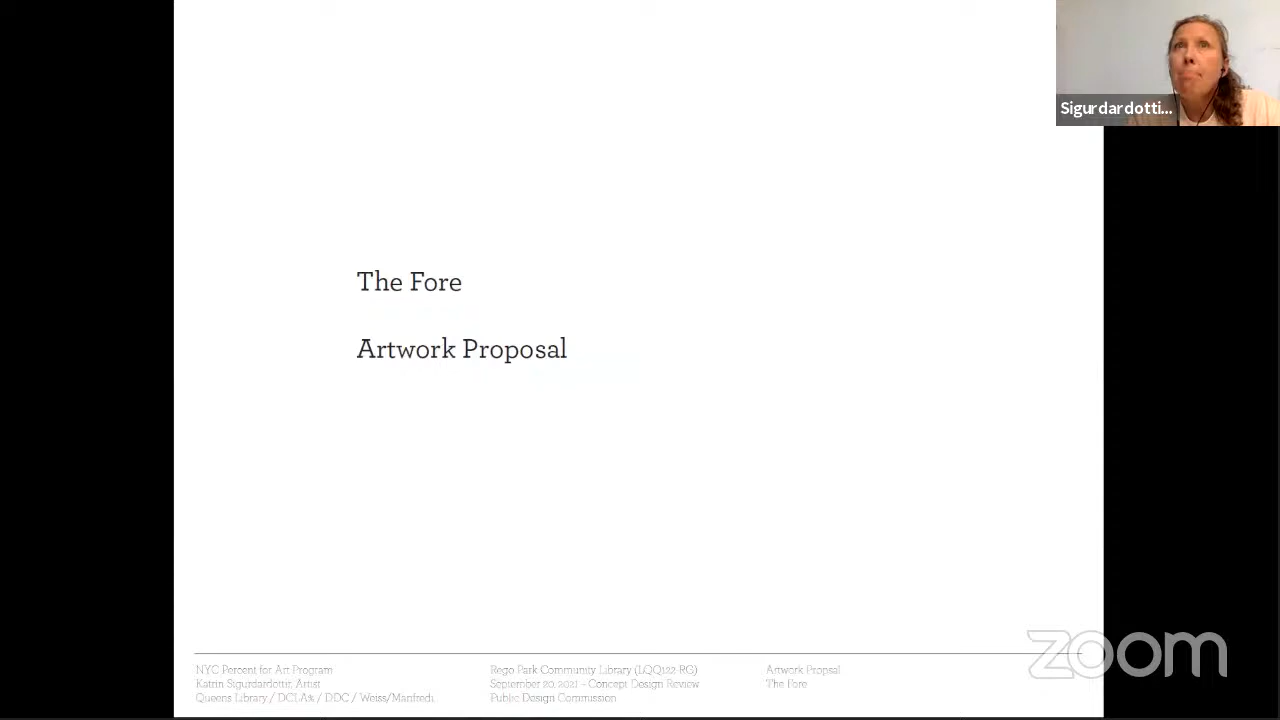 Sigurdardotti...
The Fore
Artwork Proposal
NYC Percent for Art Program
Katrin Sigurdardottir, Artist
Queens Library / DCLA% / DDC / Weiss/Manfredi,
Rego Park Community Library (LQQ122-RG)
September 20, 2021 - Concept Design Review
Public Design Commission
Artwork Propsal
The Fore
zoom